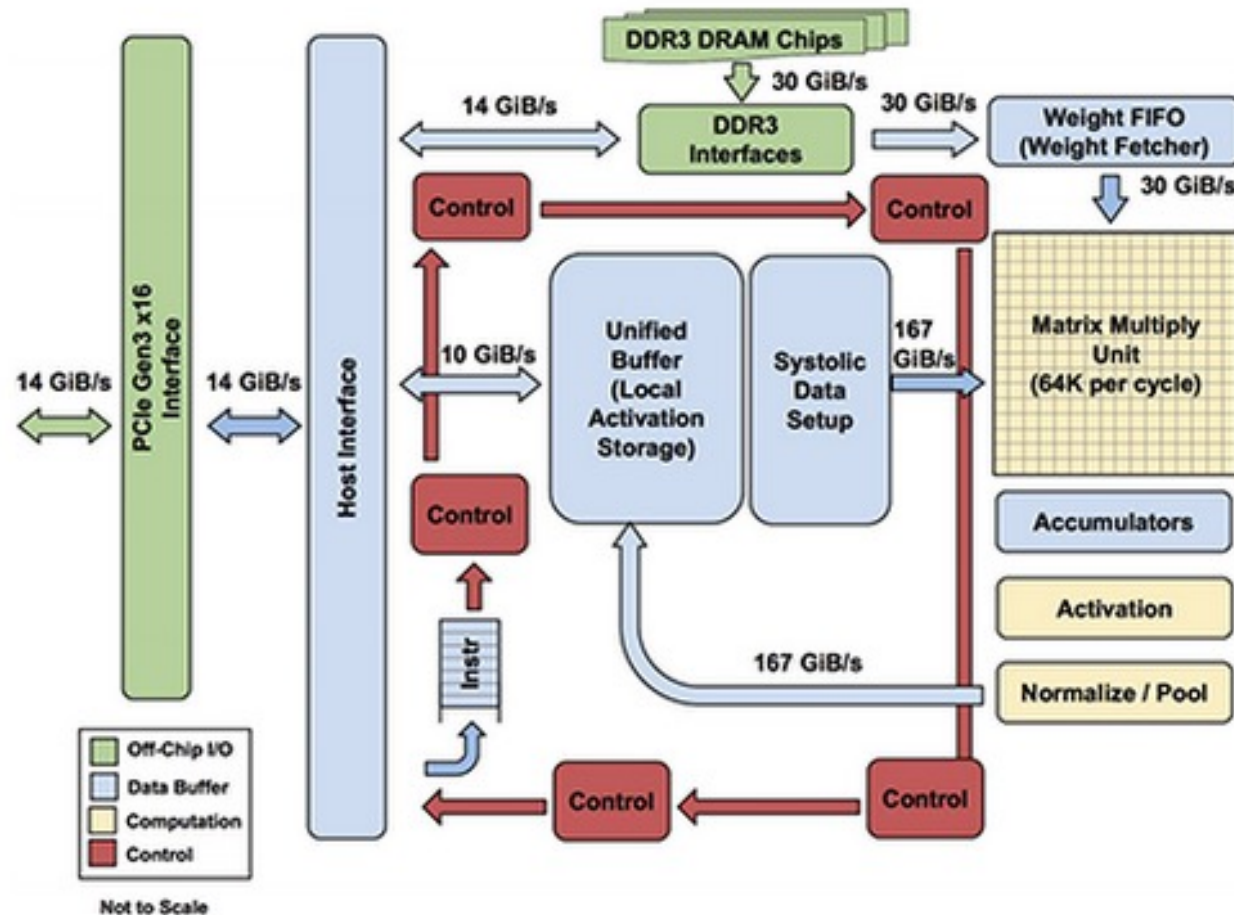 DDR3 DRAM Chips
30 GiB/s
14 GiB/s
30 GiB/s
DDR3
Interfaces
Weight FIFO
(Weight Fetcher)
30 GiB/s
Control
Control
PCIe Gen3 x16
Interface
Host Interface
14 GiB/s
14 GiB/s
10 GiB/s
Unified
Buffer
(Local
Activation
Storage)
Systolic
Data
Setup
167
GiB/s
Matrix Multiply
Unit
(64K per cycle)
Control
Accumulators
Activation
Instr
167 GiB/s
Normalize / Pool
Off-Chip I/O
Data Buffer
Computation
Control
Control
Control
Not to Scale